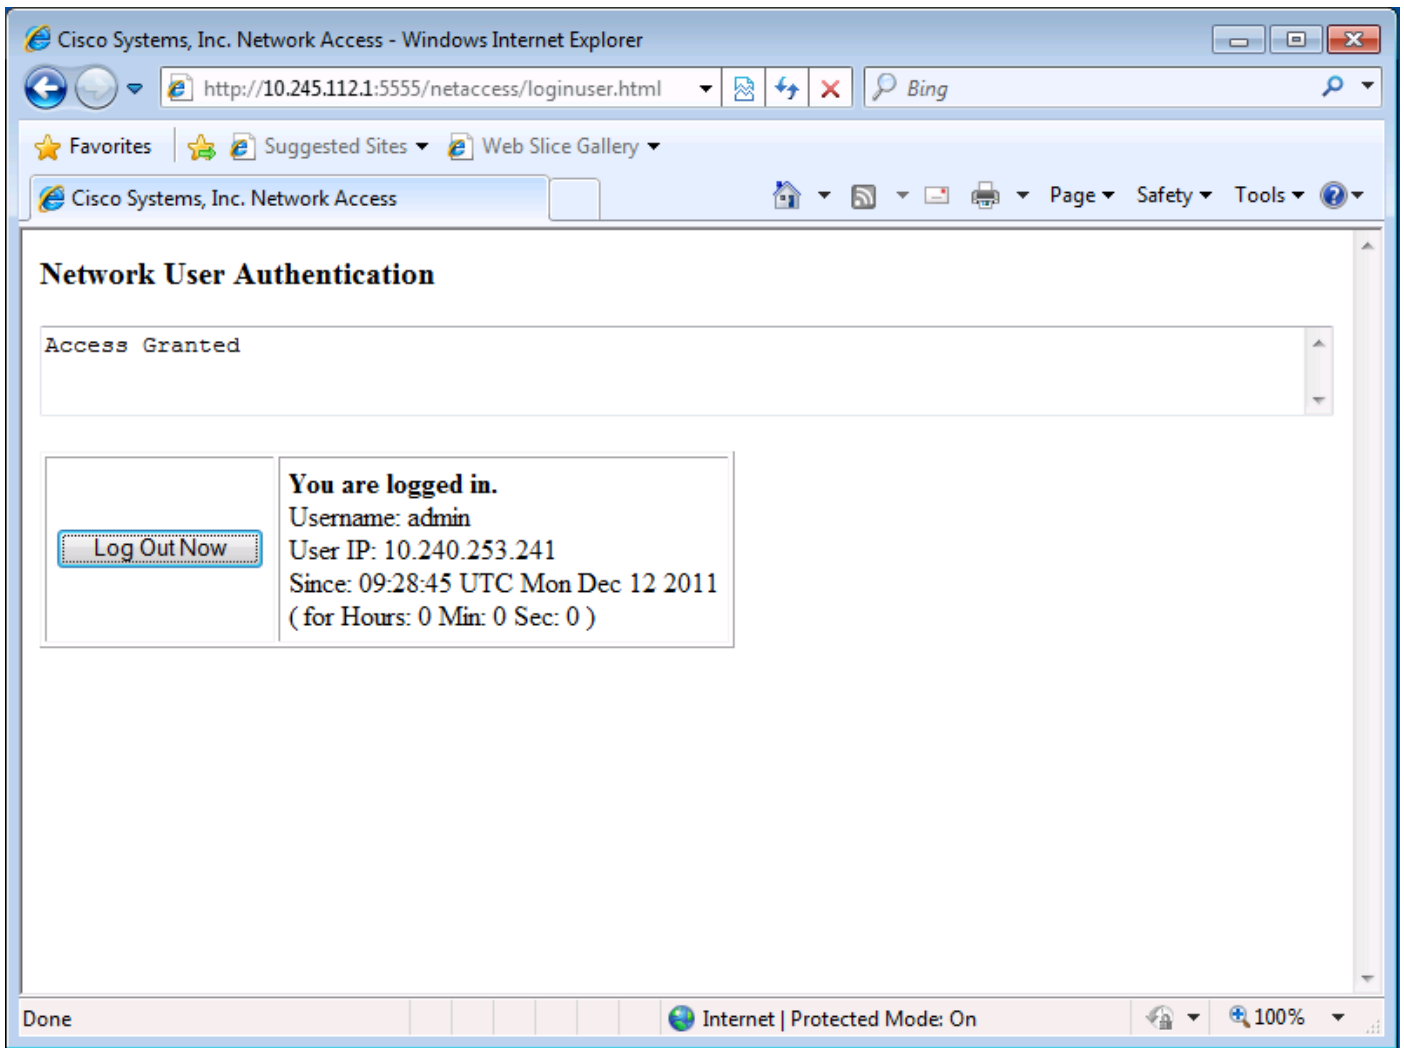 Cisco Systems, Inc. Network Access - Windows Internet Explorer
http://10.245.112.1:5555/netaccess/loginuser.html
Bing
Favorites
Suggested Sites
Web Slice Gallery
Cisco Systems, Inc. Network Access
Page
Safety
Tools
Network User Authentication
Access Granted
Log Out Now
You are logged in.
Username: admin
User IP: 10.240.253.241
Since: 09:28:45 UTC Mon Dec 12 2011
( for Hours: 0 Min: 0 Sec: 0 )
Done
Internet | Protected Mode: On
100%